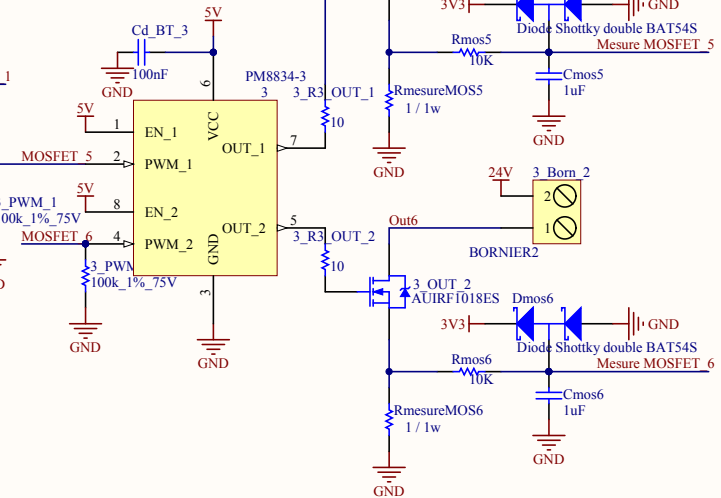 5V
3V3
GND
Cd_BT_3
Diode Shottky double BAT54S
Rmos5
Mesure MOSFET_5
10K
100nF
GND
6
PM8834-3
3
3_R3_OUT_1
RmesureMOS5
1 / 1w
Cmos5
1uF
_1
5V
1
EN_1
VCC
10
GND
OUT_1
7
MOSFET_5
2
PWM_1
GND
5V
24V
3_Born_2
_PWM_1
00k_1%_75V
8
EN_2
2
MOSFET_6
4
PWM_2
OUT_2
5
Out6
1
3_R3_OUT_2
BORNIER2
GND
3_PWM
100k_1%_75V
10
3
3_OUT_2
AUIRF1018ES
Dmos6
3V3
GND
GND
GND
Diode Shottky double BAT54S
Rmos6
Mesure MOSFET_6
10K
RmesureMOS6
1 / 1w
Cmos6
1uF
GND
GND